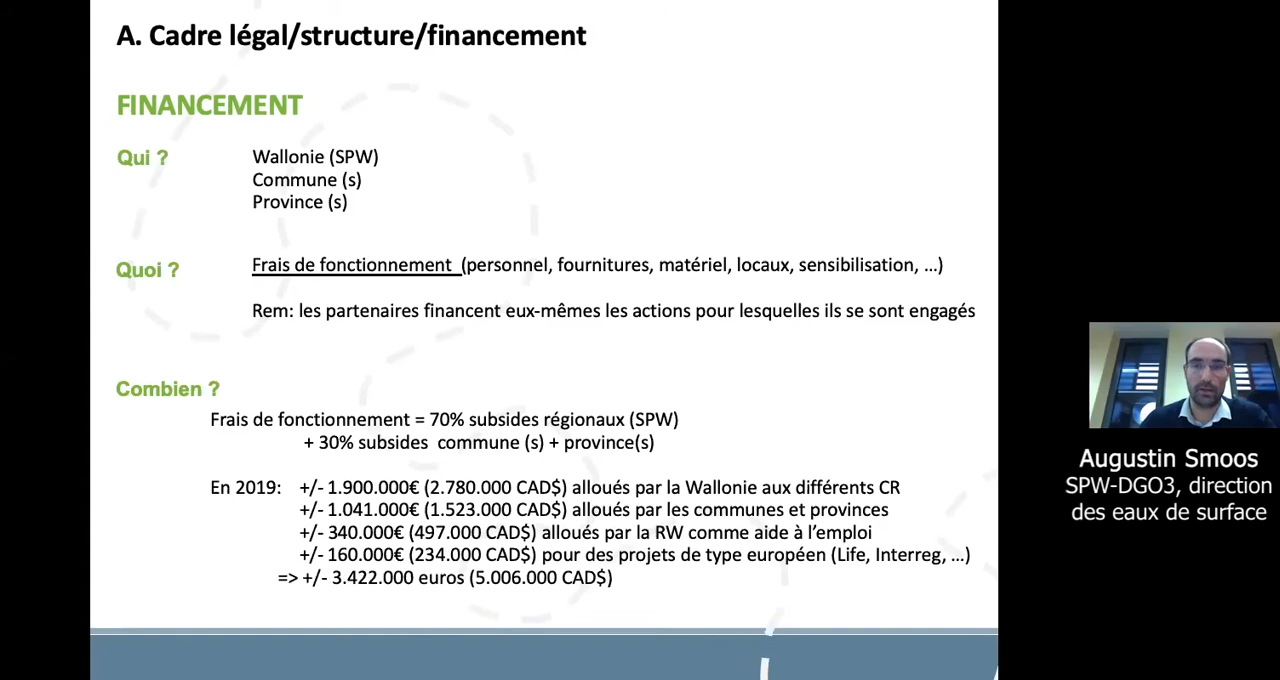 A. Cadre légal/structure/financement
FINANCEMENT
Qui ?
Wallonie (SPW)
Commune (s)
Province (s)
Quoi ?
Frais de fonctionnement (personnel, fournitures, matériel, locaux, sensibilisation, ...)
Rem: les partenaires financent eux-mêmes les actions pour lesquelles ils se sont engagés
Combien ?
Frais de fonctionnement = 70% subsides régionaux (SPW)
+ 30% subsides commune (s) + province(s)
En 2019: +/- 1.900.000€ (2.780.000 CAD$) alloués par la Wallonie aux différents CR
+/- 1.041.000€ (1.523.000 CAD$) alloués par les communes et provinces
+/- 340.000€ (497.000 CAD$) alloués par la RW comme aide à l'emploi
+/- 160.000€ (234.000 CAD$) pour des projets de type européen (Life, Interreg, ...)
=> +/- 3.422.000 euros (5.006.000 CAD$)
Augustin Smoos
SPW-DGO3, direction
des eaux de surface